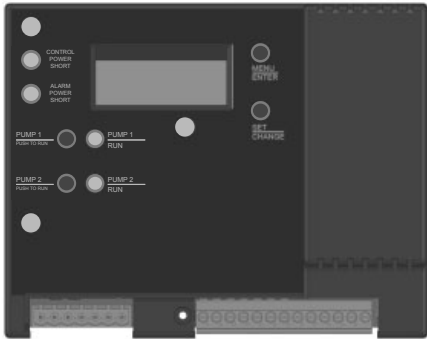 CONTROL
POWER
SHORT
ALARM
POWER
SHORT
MENU
ENTER
SET
CHANGE
PUMP 1
PUSH TO RUN
PUMP 1
RUN
PUMP 2
PUSH TO RUN
PUMP 2
RUN